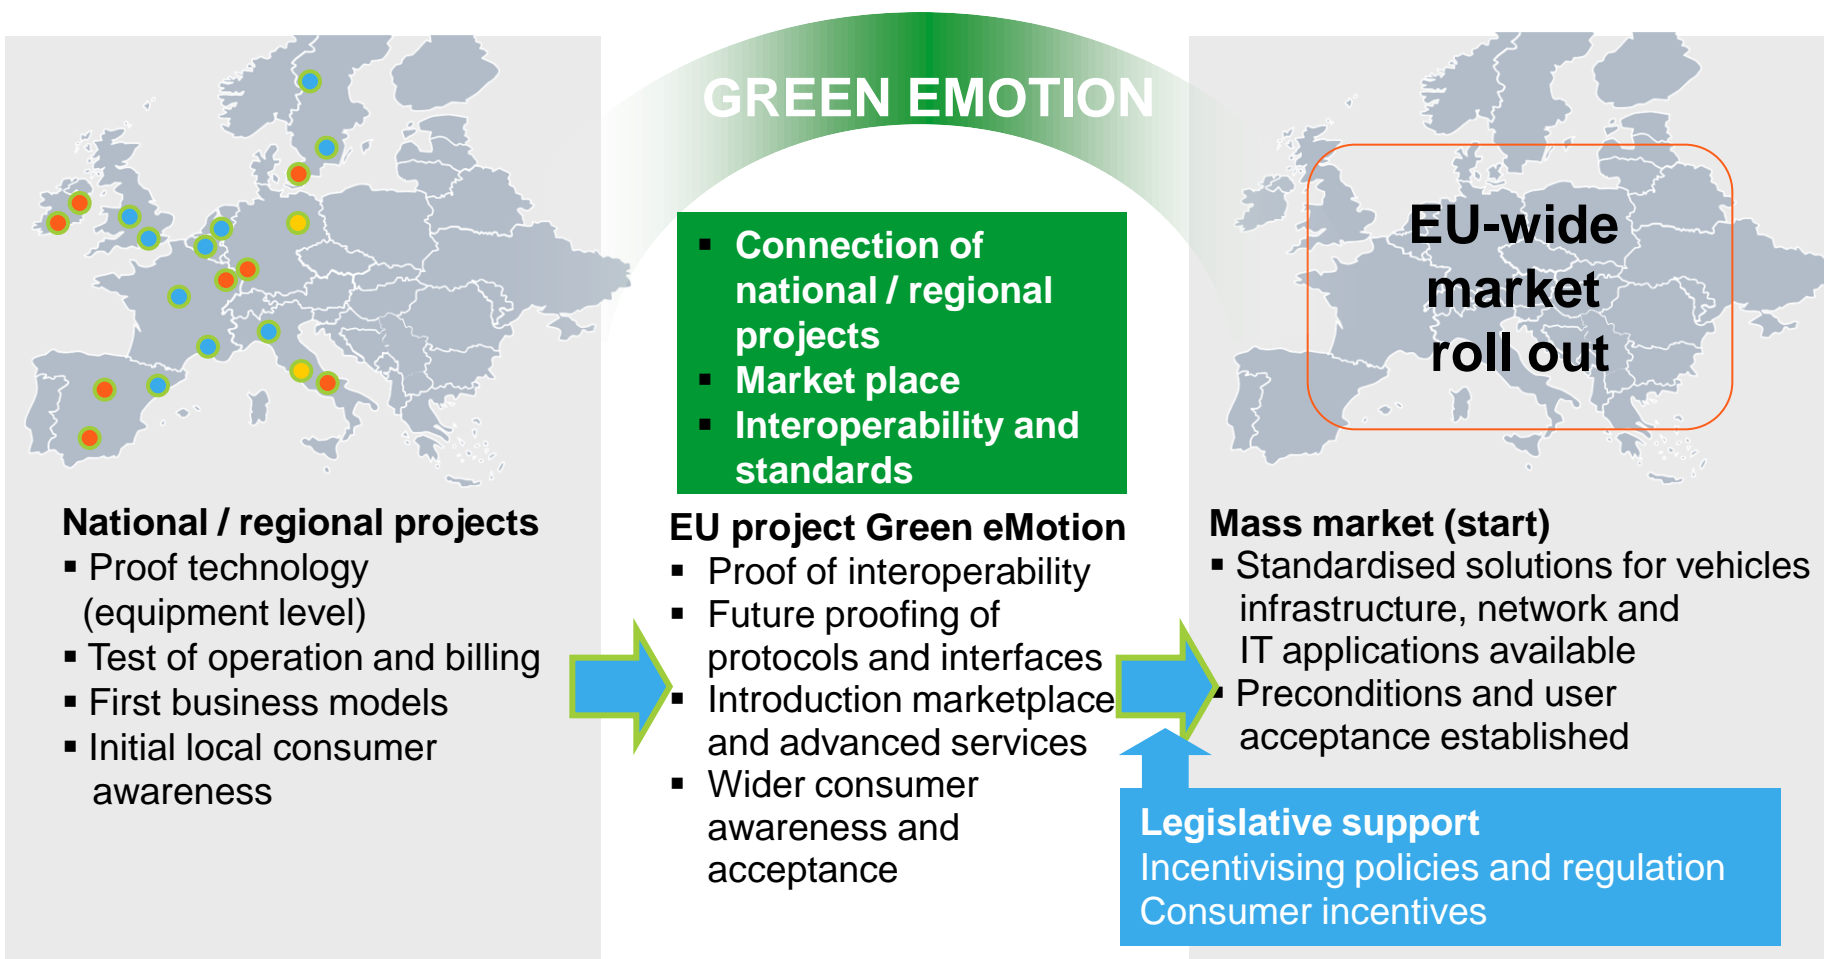 GREEN EMOTION
▪ Connection of
national / regional
projects
▪ Market place
▪ Interoperability and
standards
EU-wide
market
roll out
National / regional projects
▪ Proof technology
(equipment level)
▪ Test of operation and billing
▪ First business models
▪ Initial local consumer
awareness
EU project Green eMotion
▪ Proof of interoperability
▪ Future proofing of
protocols and interfaces
▪ Introduction marketplace
and advanced services
▪ Wider consumer
awareness and
acceptance
Mass market (start)
▪ Standardised solutions for vehicles
infrastructure, network and
IT applications available
▪ Preconditions and user
acceptance established
Legislative support
Incentivising policies and regulation
Consumer incentives